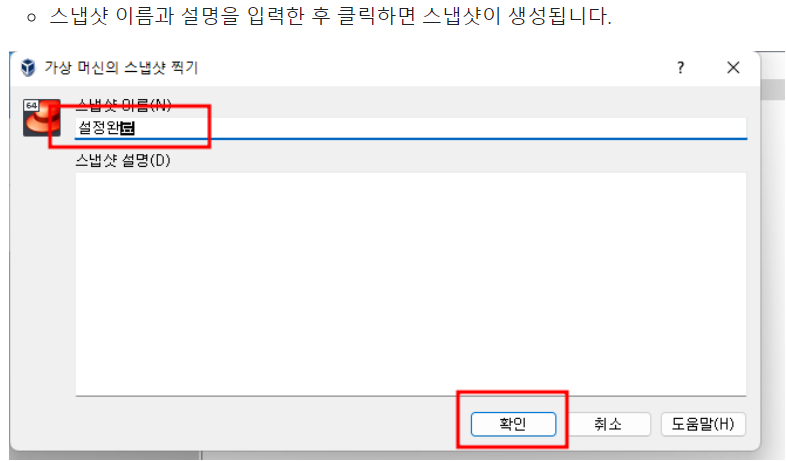 스냅샷 이름과 설명을 입력한 후 클릭하면 스냅샷이 생성됩니다.
가상 머신의 스냅샷 찍기
? ×
64
스냅샷 이름(N)
설정완료
스냅샷 설명(D)
확인 취소 도움말(H)